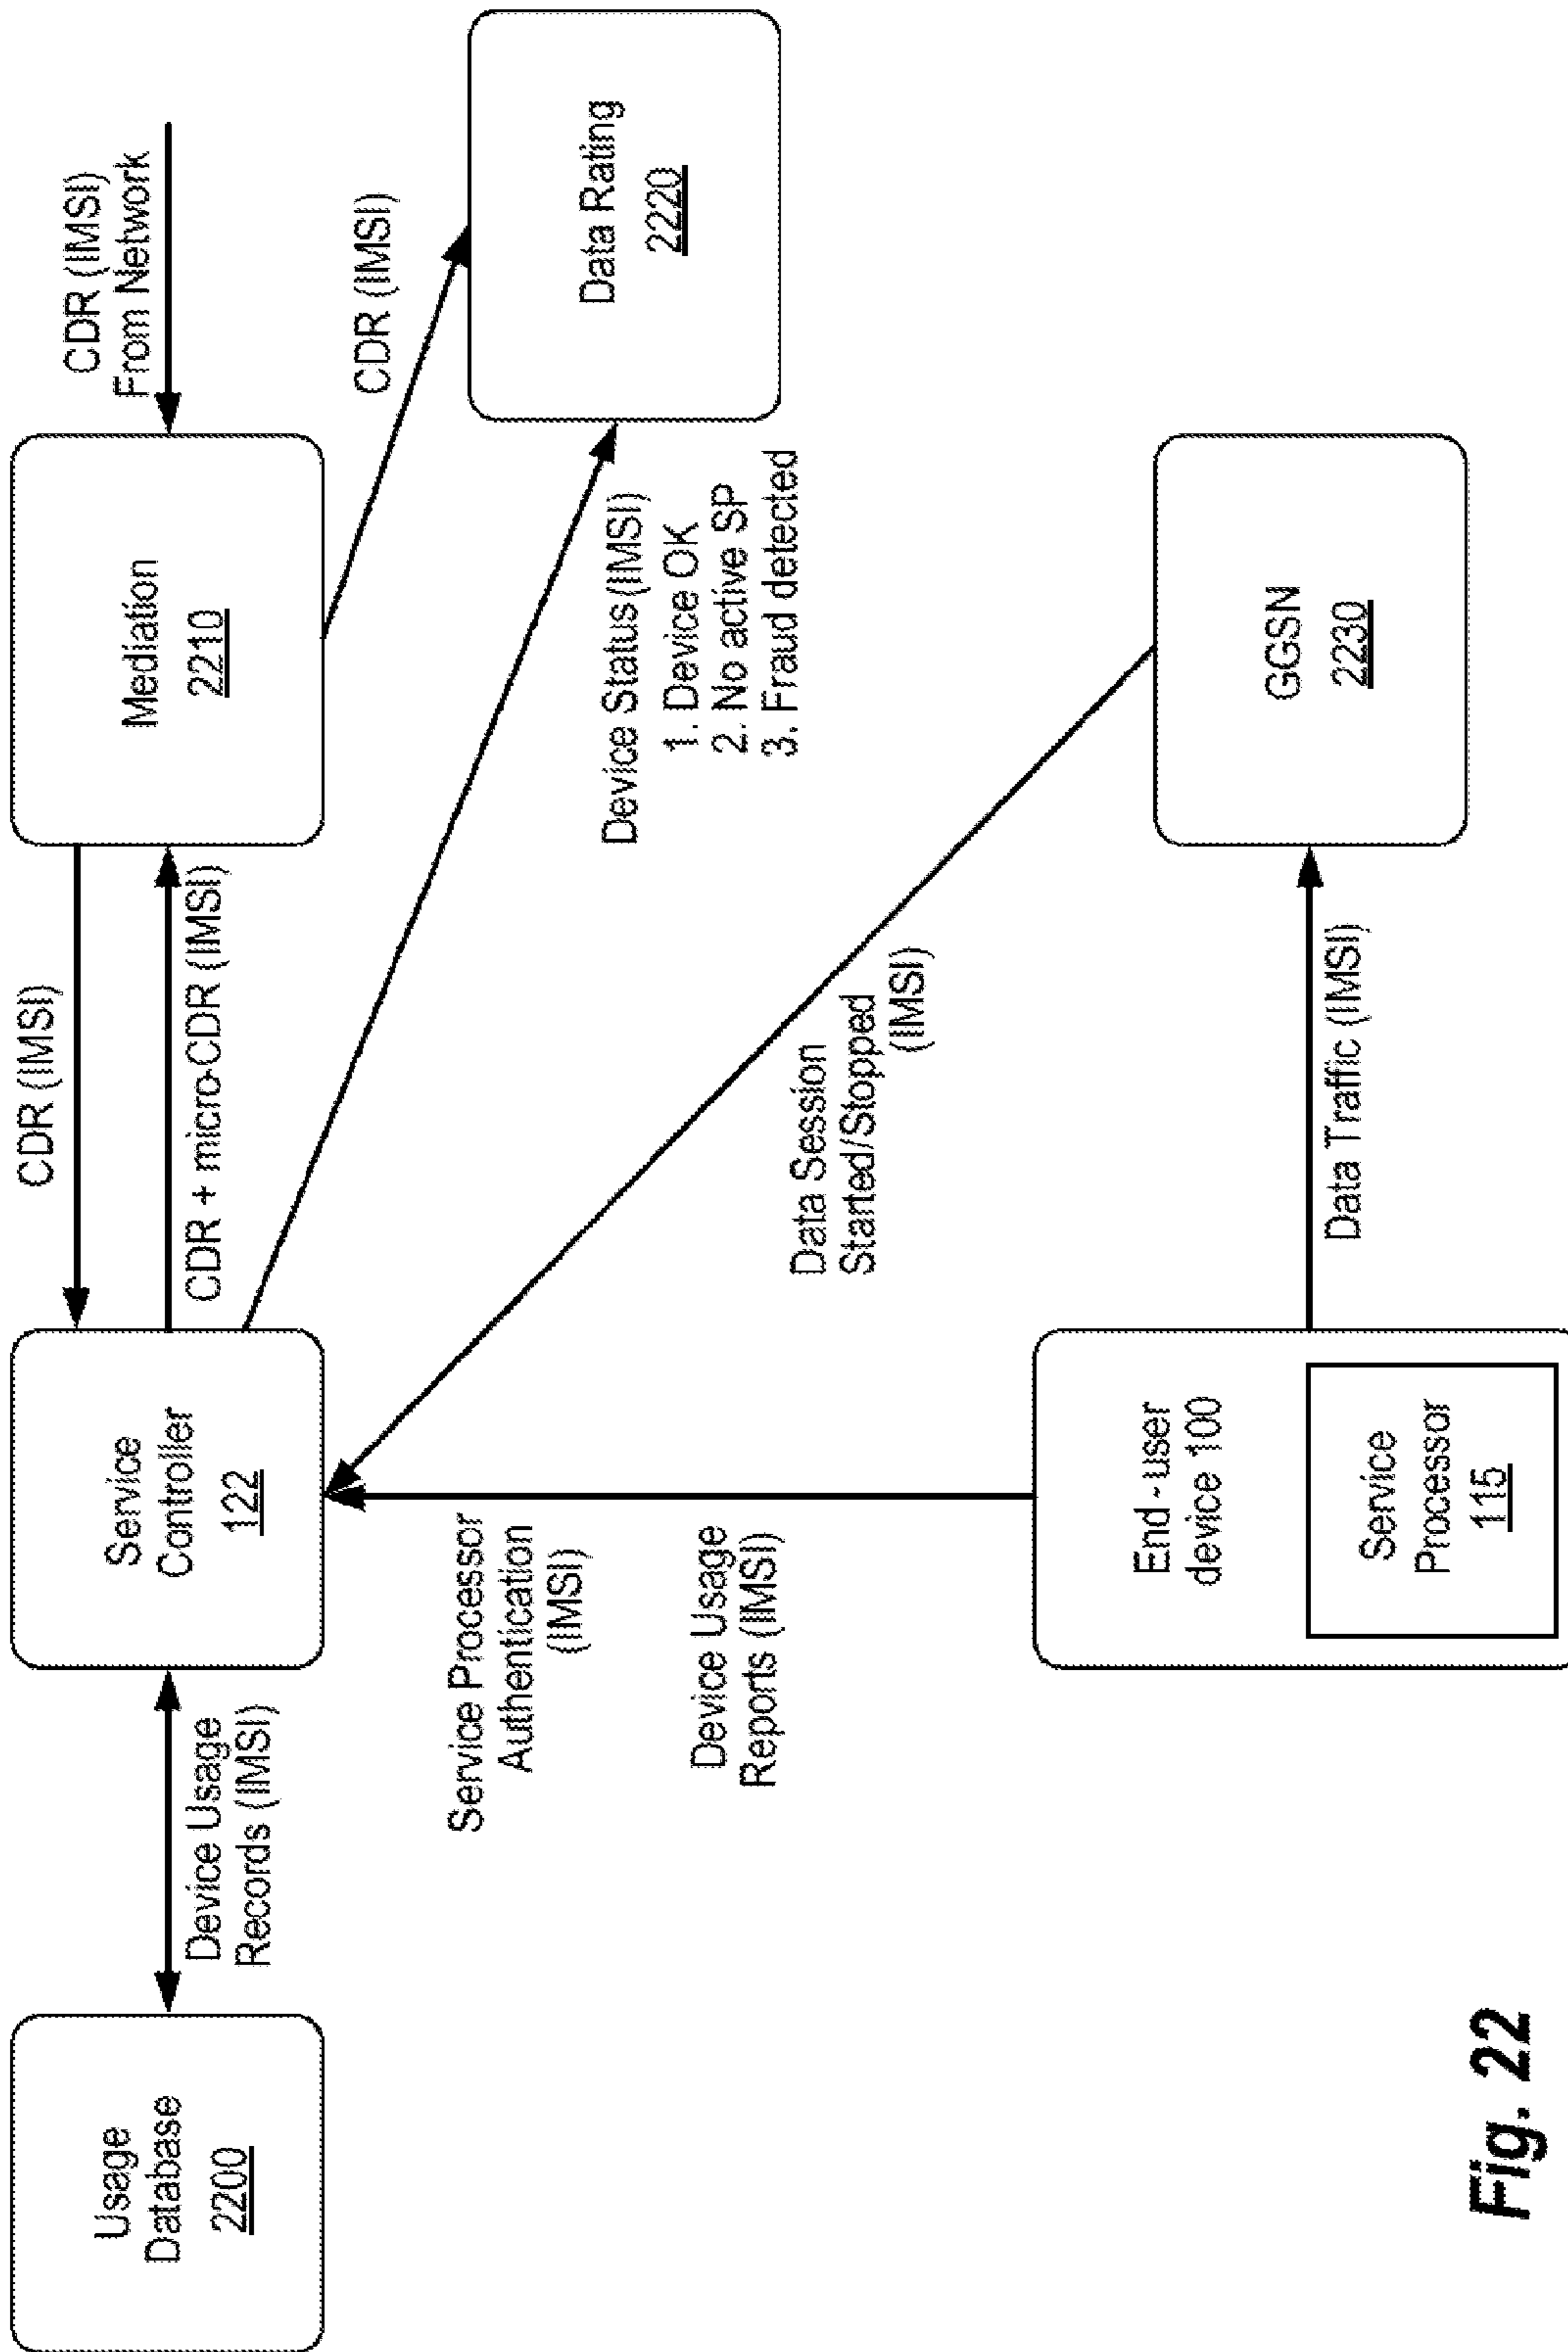 Usage
Database
2200
Device Usage
Records (IMSI)
Service
Controller
122
CDR (IMSI)
CDR + micro-CDR (IMSI)
Mediation
2210
CDR (IMSI)
From Network
CDR (IMSI)
Data Rating
2220
Device Status (IMSI)
1. Device OK
2. No active SP
3. Fraud detected
Service Processor
Authentication
(IMSI)
Device Usage
Reports (IMSI)
Data Session
Started/Stopped
(IMSI)
End-user
device 100
Service
Processor
115
Data Traffic (IMSI)
GGSN
2230
Fig. 22